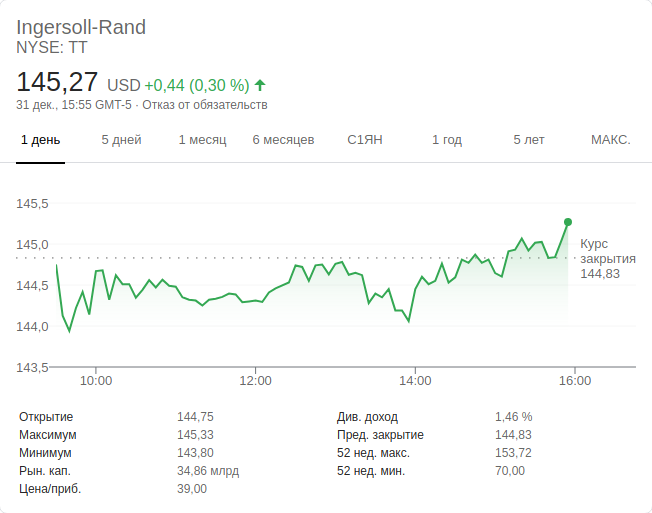 Ingersoll-Rand
NYSE: TT
145,27 USD +0,44 (0,30 %)
31 дек., 15:55 GMT-5 · Отказ от обязательств
1 день 5 дней 1 месяц 6 месяцев С1ЯН 1 год 5 лет МАКС.
145,5
145,0
144,5
144,0
143,5
Курс
закрытия
144,83
10:00 12:00 14:00 16:00
Открытие 144,75 Див. доход 1,46 %
Максимум 145,33 Пред. закрытие 144,83
Минимум 143,80 52 нед. макс. 153,72
Рын. кап. 34,86 млрд 52 нед. мин. 70,00
Цена/приб. 39,00